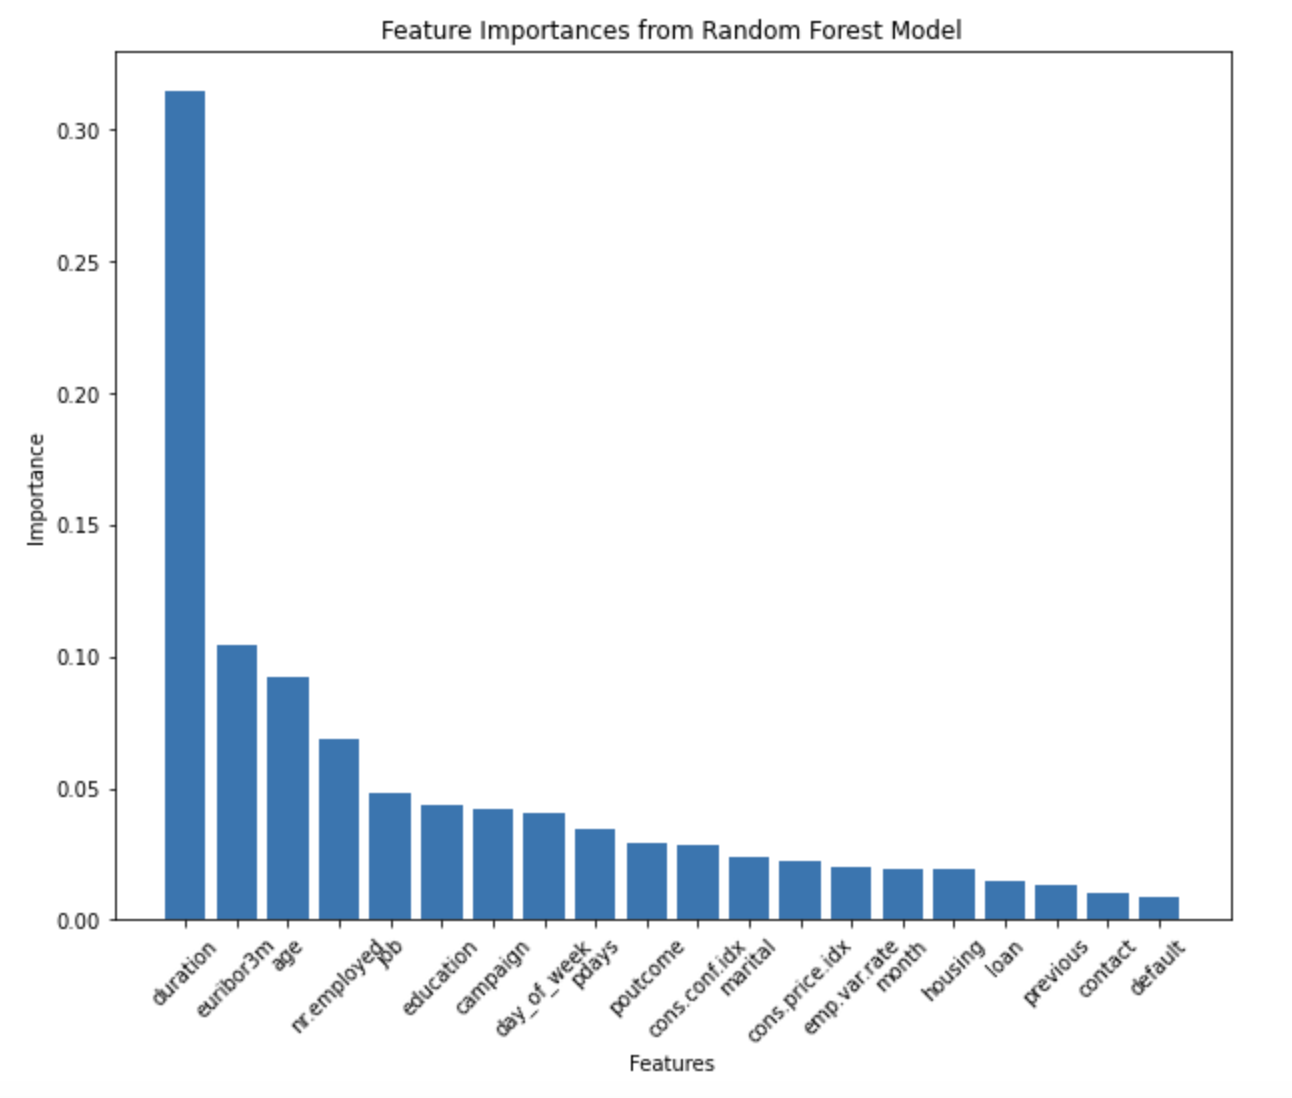 Feature Importances from Random Forest Model
0.30
0.25
0.20
0.15
0.10
0.05
0.00
Importance
duration
euribor3m
age
nr.employed
job
education
campaign
day_of_week
pdays
poutcome
cons.conf.idx
marital
cons.price.idx
emp.var.rate
month
housing
loan
previous
contact
default
Features